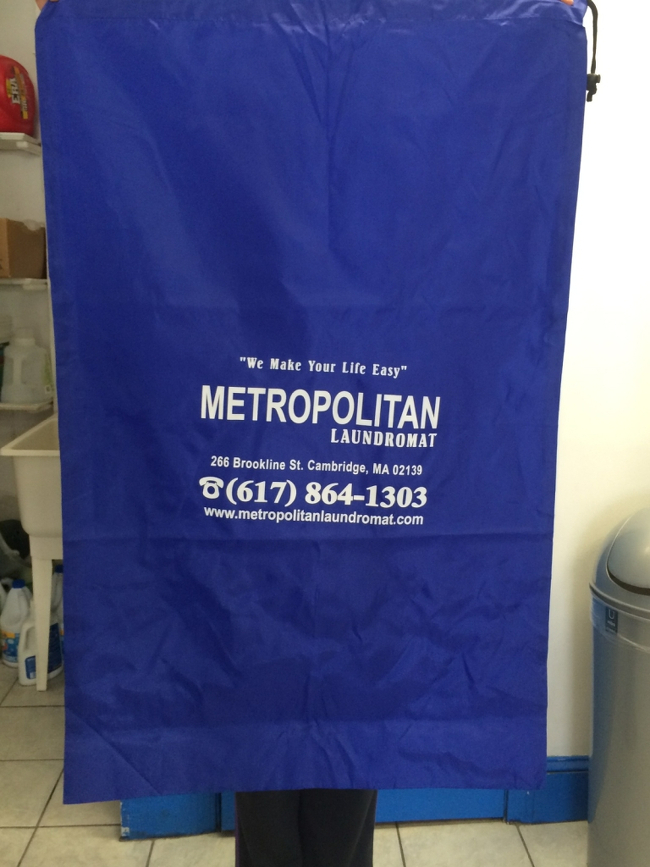 ERA
"We Make Your Life Easy"
METROPOLITAN
LAUNDROMAT
266 Brookline St. Cambridge, MA 02139
☎(617) 864-1303
www.metropolitanlaundromat.com